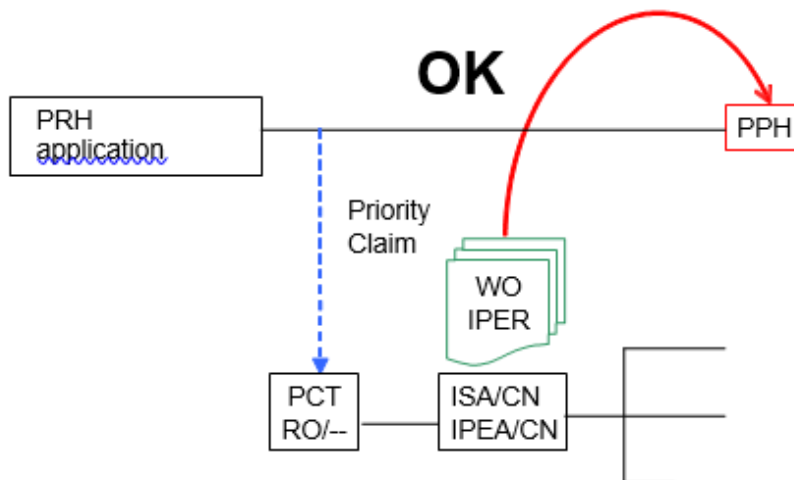 OK
PRH
application
PPH
Priority
Claim
WO
IPER
PCT
RO/--
ISA/CN
IPEA/CN